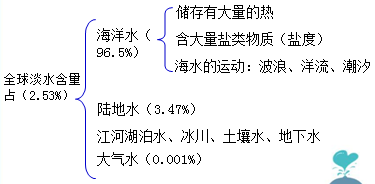 储存有大量的热
海洋水（
96.5%）
含大量盐类物质（盐度）
海水的运动：波浪、洋流、潮汐
全球淡水含量
占（2.53%）
陆地水（3.47%）
江河湖泊水、冰川、土壤水、地下水
大气水（0.001%）